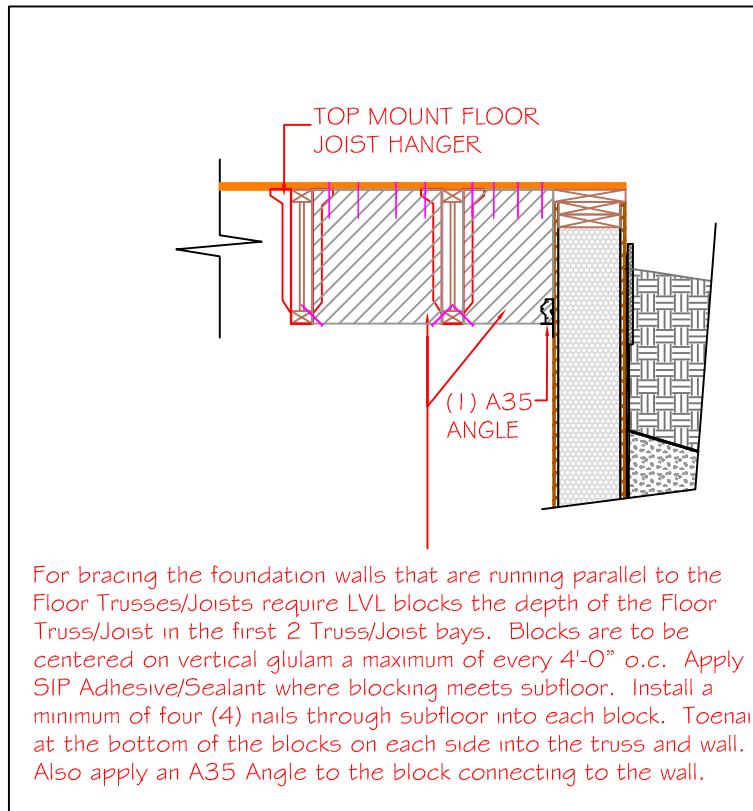 TOP MOUNT FLOOR
JOIST HANGER
(1) A35
ANGLE
For bracing the foundation walls that are running parallel to the
Floor Trusses/Joists require LVL blocks the depth of the Floor
Truss/Joist in the first 2 Truss/Joist bays. Blocks are to be
centered on vertical glulam a maximum of every 4'-0" o.c. Apply
SIP Adhesive/Sealant where blocking meets subfloor. Install a
minimum of four (4) nails through subfloor into each block. Toenai
at the bottom of the blocks on each side into the truss and wall.
Also apply an A35 Angle to the block connecting to the wall.